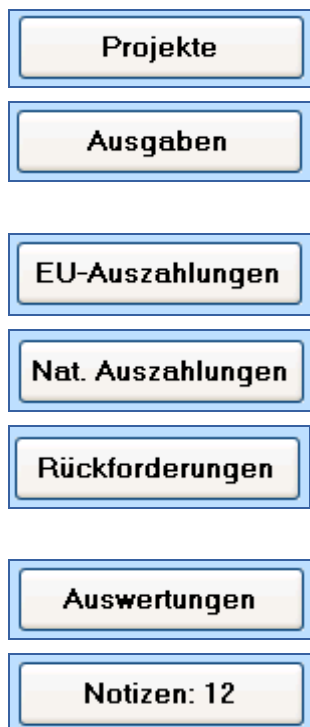 Projekte
Ausgaben
EU-Auszahlungen
Nat. Auszahlungen
Rückforderungen
Auswertungen
Notizen: 12